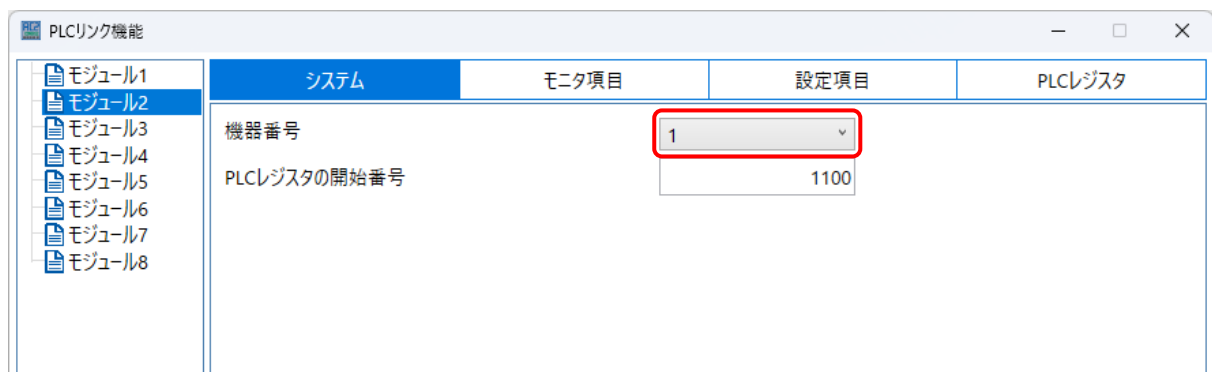 PLCリンク機能
モジュール1
モジュール2
モジュール3
モジュール4
モジュール5
モジュール6
モジュール7
モジュール8
システム モニタ項目 設定項目 PLCレジスタ
機器番号 1
PLCレジスタの開始番号 1100